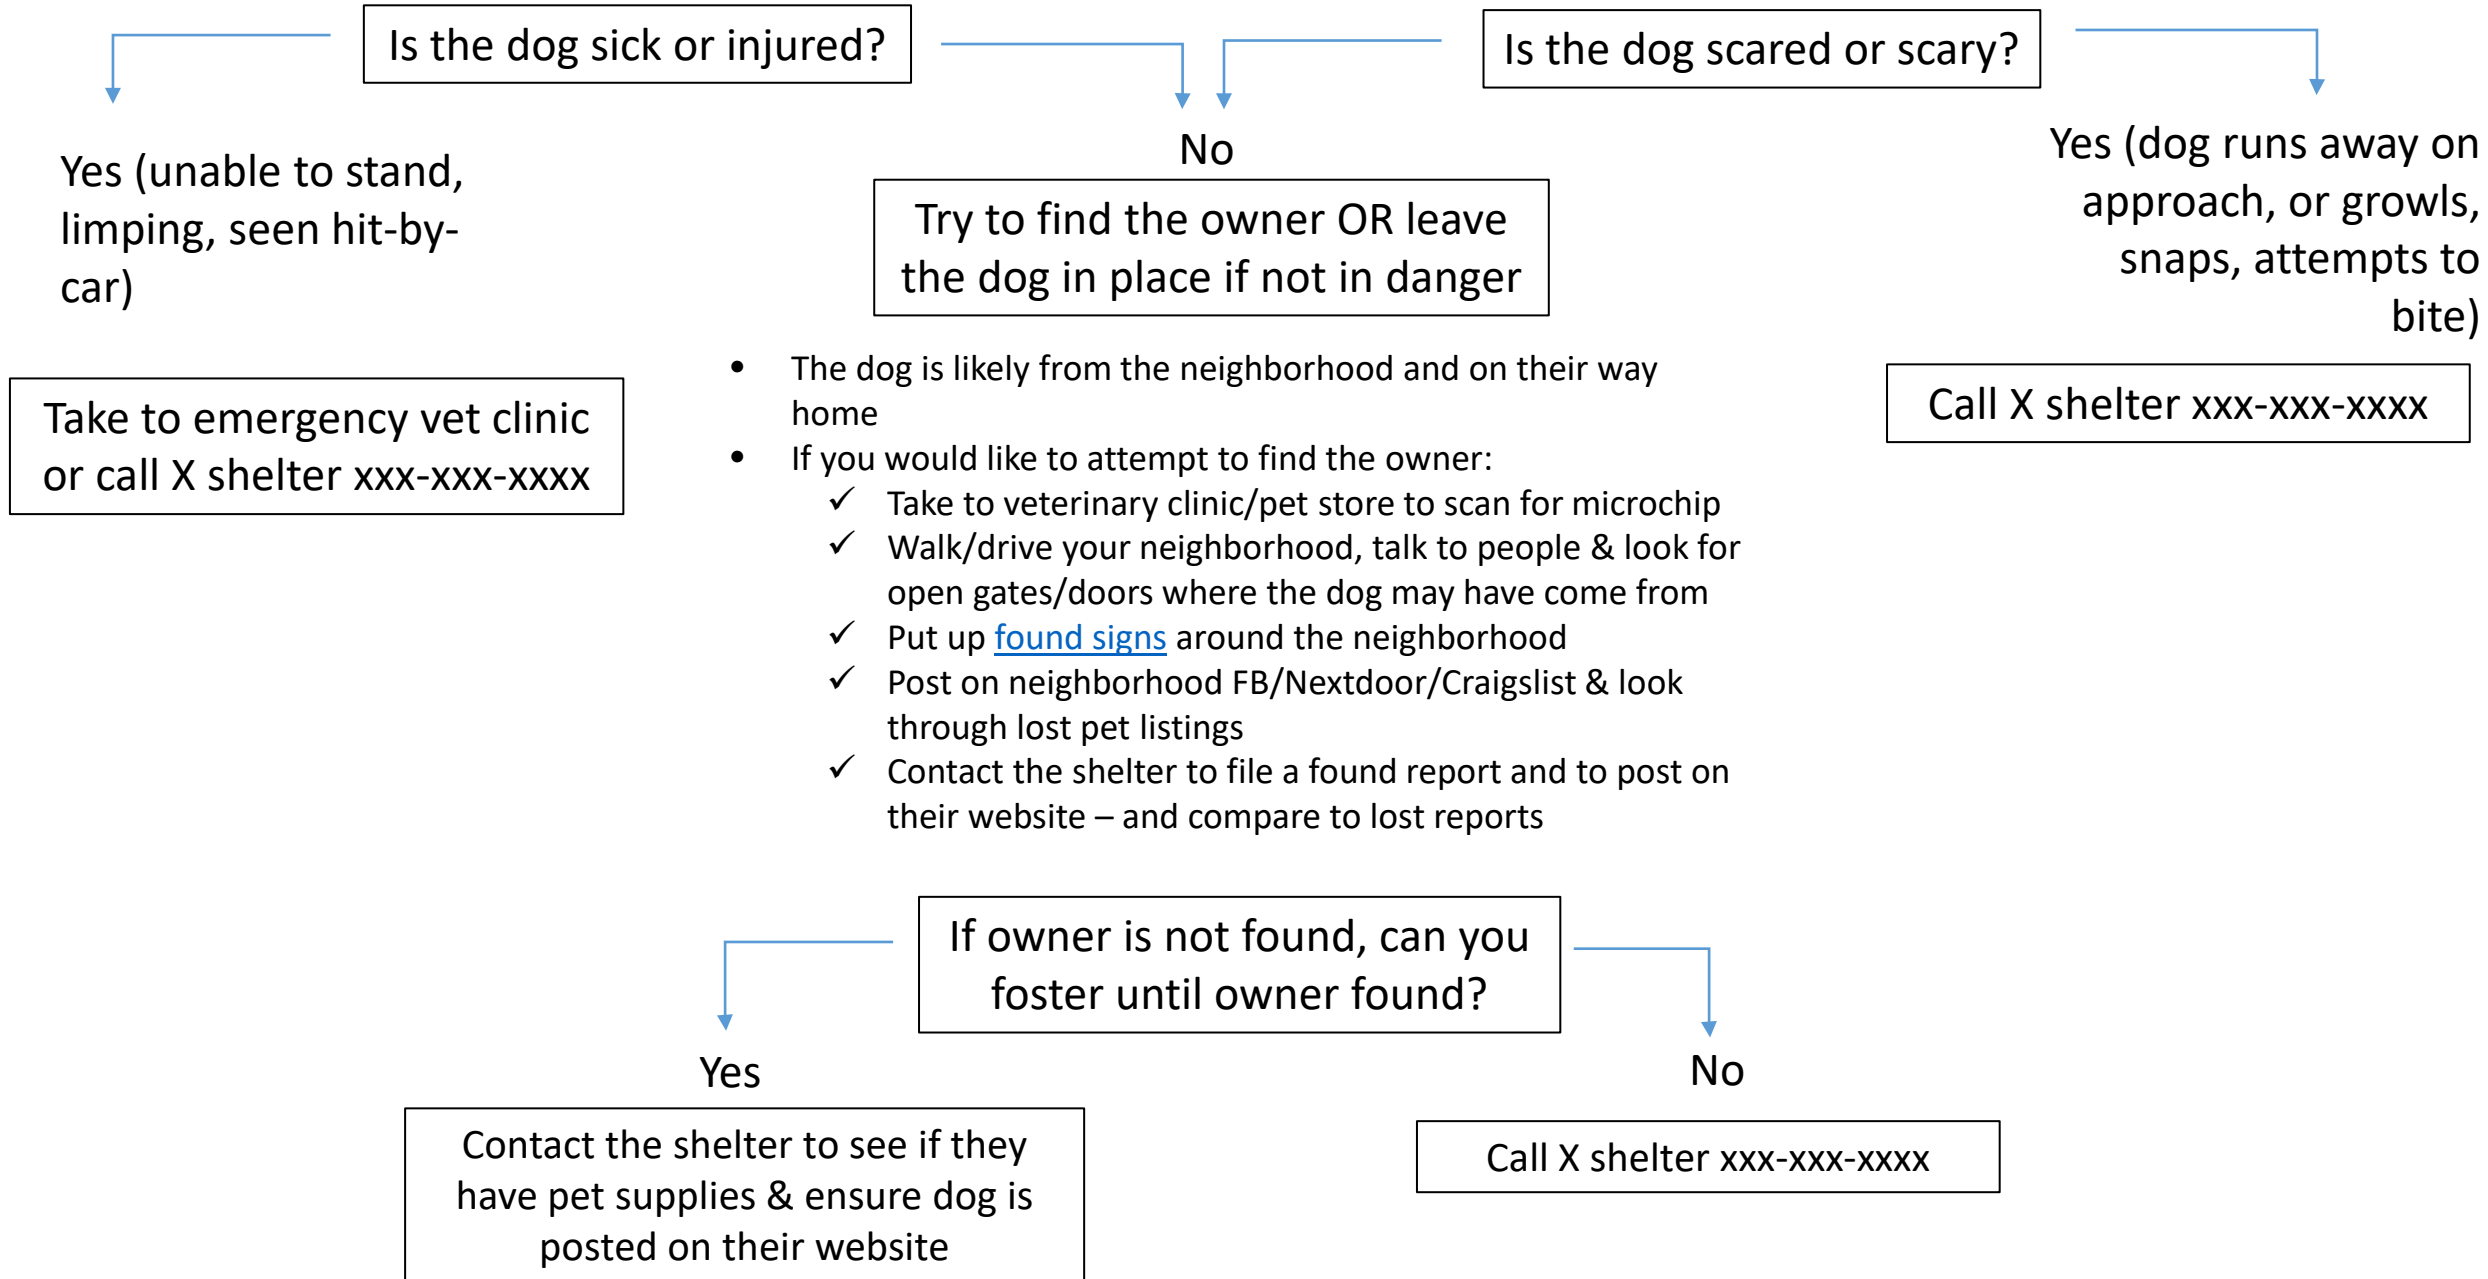 Is the dog sick or injured?
Is the dog scared or scary?
Yes (unable to stand,
limping, seen hit-by-
car)
Take to emergency vet clinic
or call X shelter xxx-xxx-xxxx
No
Try to find the owner OR leave
the dog in place if not in danger
• The dog is likely from the neighborhood and on their way
home
• If you would like to attempt to find the owner:
✓ Take to veterinary clinic/pet store to scan for microchip
✓ Walk/drive your neighborhood, talk to people & look for
open gates/doors where the dog may have come from
✓ Put up found signs around the neighborhood
✓ Post on neighborhood FB/Nextdoor/Craigslist & look
through lost pet listings
✓ Contact the shelter to file a found report and to post on
their website – and compare to lost reports
Yes (dog runs away on
approach, or growls,
snaps, attempts to
bite)
Call X shelter xxx-xxx-xxxx
If owner is not found, can you
foster until owner found?
Yes
Contact the shelter to see if they
have pet supplies & ensure dog is
posted on their website
No
Call X shelter xxx-xxx-xxxx